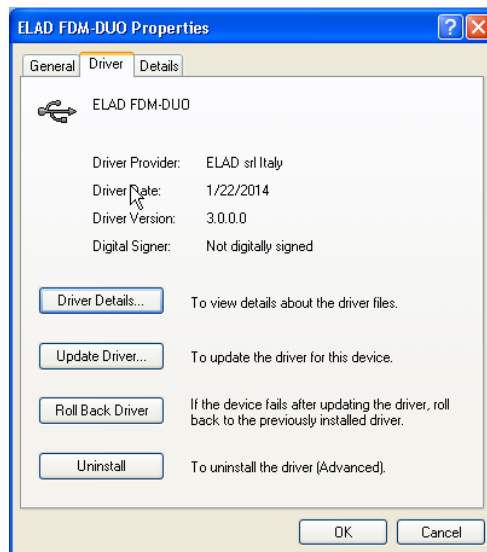 ELAD FDM-DUO Properties
General Driver Details
ELAD FDM-DUO
Driver Provider: ELAD srl Italy
Driver Date: 1/22/2014
Driver Version: 3.0.0.0
Digital Signer: Not digitally signed
Driver Details... To view details about the driver files.
Update Driver... To update the driver for this device.
Roll Back Driver If the device fails after updating the driver, roll
back to the previously installed driver.
Uninstall To uninstall the driver (Advanced).
OK Cancel